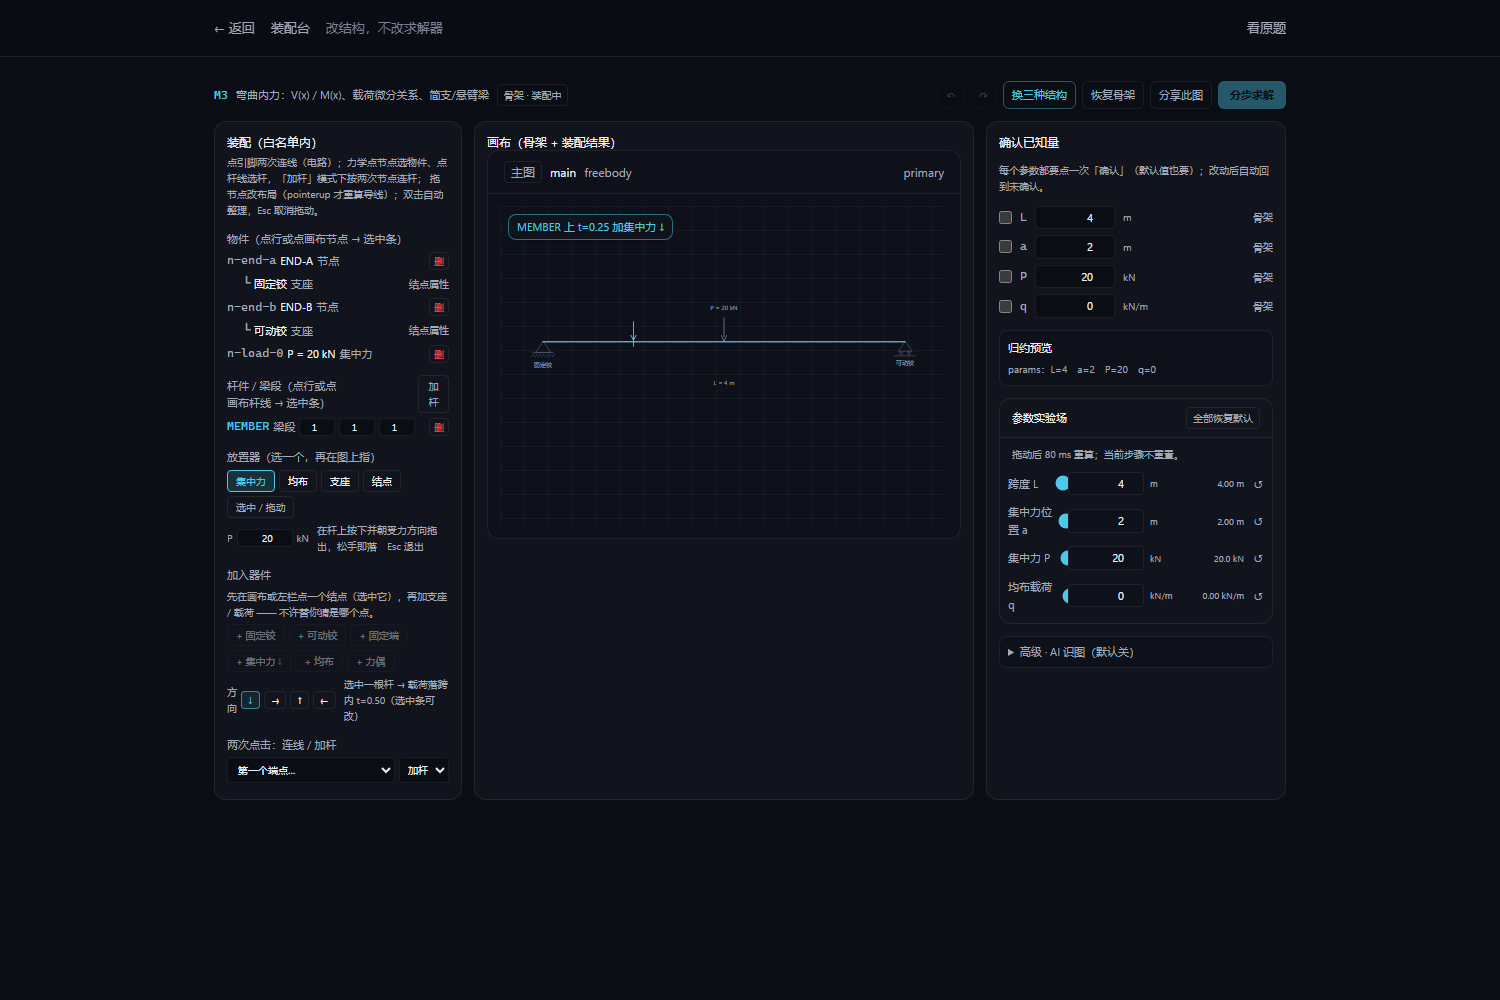 ← 返回 装配台 改结构，不改求解器 看原题
M3 弯曲内力：V(x) / M(x)、载荷微分关系、简支/悬臂梁 骨架 · 装配中
↶ ↷ 换三种结构 恢复骨架 分享此图 分步求解
装配（白名单内）
点引脚两次连线（电路）；力学点节点选物件、点
杆线选杆，「加杆」模式下按两次节点连杆； 拖
节点改布局（pointerup 才重算导线）；双击自动
整理，Esc 取消拖动。
物件（点行或点画布节点 → 选中条）
n-end-a END-A 节点 删
└ 固定铰 支座 结点属性
n-end-b END-B 节点 删
└ 可动铰 支座 结点属性
n-load-0 P = 20 kN 集中力 删
杆件 / 梁段（点行或点
画布杆线 → 选中条）
加
杆
MEMBER 梁段 1 1 1 删
放置器（选一个，再在图上指）
集中力 均布 支座 结点
选中 / 拖动
P 20 kN 在杆上按下并朝受力方向拖
出，松手即落 Esc 退出
加入器件
先在画布或左栏点一个结点（选中它），再加支座
/ 载荷 —— 不许替你猜是哪个点。
+ 固定铰 + 可动铰 + 固定端
+ 集中力↓ + 均布 + 力偶
方
向
↓ → ↑ ←
选中一根杆 → 载荷落跨
内 t=0.50（选中条可
改）
两次点击：连线 / 加杆
第一个端点... 加杆
画布（骨架 + 装配结果）
主图 main freebody primary
MEMBER 上 t=0.25 加集中力 ↓
P = 20 kN
固定铰 可动铰
L = 4 m
确认已知量
每个参数都要点一次「确认」（默认值也要）；改动后自动回
到未确认。
L 4 m 骨架
a 2 m 骨架
P 20 kN 骨架
q 0 kN/m 骨架
归约预览
params：L=4 a=2 P=20 q=0
参数实验场 全部恢复默认
拖动后 80 ms 重算；当前步骤不重置。
跨度 L 4 m 4.00 m ↺
集中力位
置 a
2 m 2.00 m ↺
集中力 P 20 kN 20.0 kN ↺
均布载荷
q
0 kN/m 0.00 kN/m ↺
▶ 高级 · AI 识图（默认关）